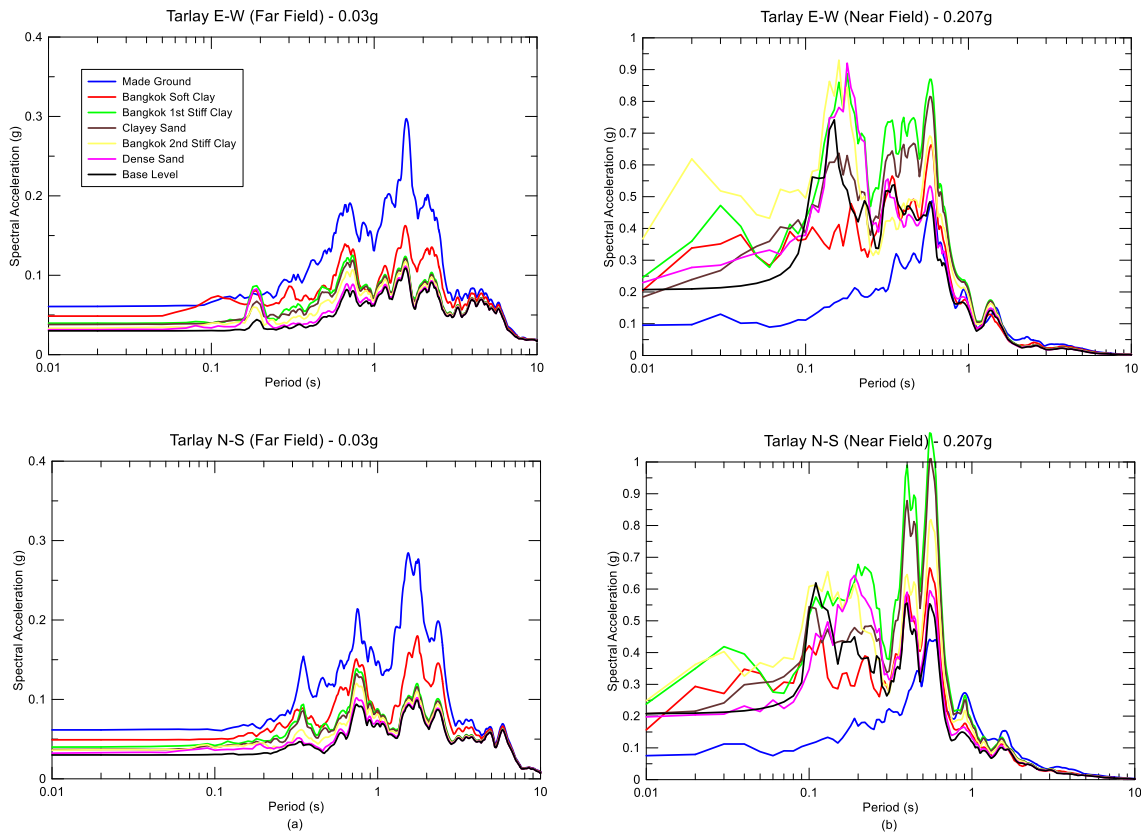 Tarlay E-W (Far Field) - 0.03g
Spectral Acceleration (g)
0.4
0.3
0.2
0.1
0
Made Ground
Bangkok Soft Clay
Bangkok 1st Stiff Clay
Clayey Sand
Bangkok 2nd Stiff Clay
Dense Sand
Base Level
0.01 0.1 1 10
Period (s)
Tarlay E-W (Near Field) - 0.207g
Spectral Acceleration (g)
1
0.9
0.8
0.7
0.6
0.5
0.4
0.3
0.2
0.1
0
0.01 0.1 1 10
Period (s)
Tarlay N-S (Far Field) - 0.03g
Spectral Acceleration (g)
0.4
0.3
0.2
0.1
0
0.01 0.1 1 10
Period (s)
(a)
Tarlay N-S (Near Field) - 0.207g
Spectral Acceleration (g)
1
0.9
0.8
0.7
0.6
0.5
0.4
0.3
0.2
0.1
0
0.01 0.1 1 10
Period (s)
(b)